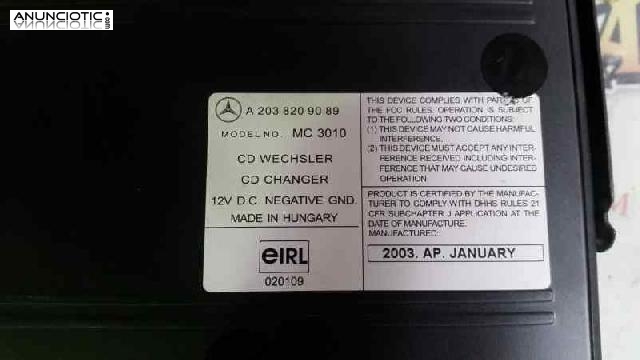 ANUNCIOTIC.es
A 203 820 90 89
MODEL NO. MC 3010
CD WECHSLER
CD CHANGER
12V D.C. NEGATIVE GND.
MADE IN HUNGARY
eIRL
020109
THIS DEVICE COMPLIES WITH PART 15 OF
THE FCC RULES. OPERATION IS SUBJECT
TO THE FOLLOWING TWO CONDITIONS:
(1) THIS DEVICE MAY NOT CAUSE HARMFUL
INTERFERENCE.
(2) THIS DEVICE MUST ACCEPT ANY INTER-
FERENCE RECEIVED INCLUDING INTER-
FERENCE THAT MAY CAUSE UNDESIRED
OPERATION
PRODUCT IS CERTIFIED BY THE MANUFAC-
TURER TO COMPLY WITH DHHS RULES 21
CFR SUBCHAPTER J APPLICATION AT THE
DATE OF MANUFACTURE.
MANUFACTURED:
2003. AP. JANUARY